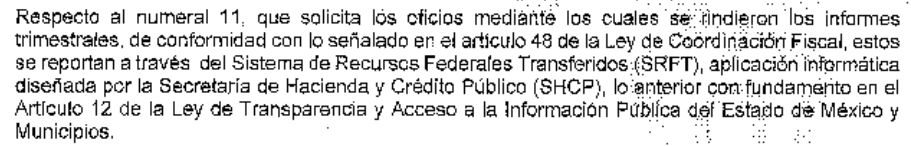 Respecto al numeral 11, que solicita los oficios mediante los cuales se rindieron los informes
trimestrales, de conformidad con lo señalado en el artículo 48 de la Ley de Coordinación Fiscal, estos
se reportan a través del Sistema de Recursos Federales Transferidos (SRFT), aplicación informática
diseñada por la Secretaría de Hacienda y Crédito Público (SHCP), lo anterior con fundamento en el
Artículo 12 de la Ley de Transparencia y Acceso a la Información Pública del Estado de México y
Municipios.